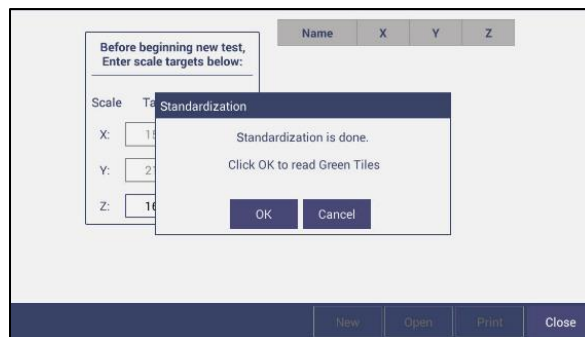 Name X Y Z
Before beginning new test,
Enter scale targets below:
Scale
Standardization
X:
Standardization is done.
Y:
Click OK to read Green Tiles
Z:
OK Cancel
New Open Print Close